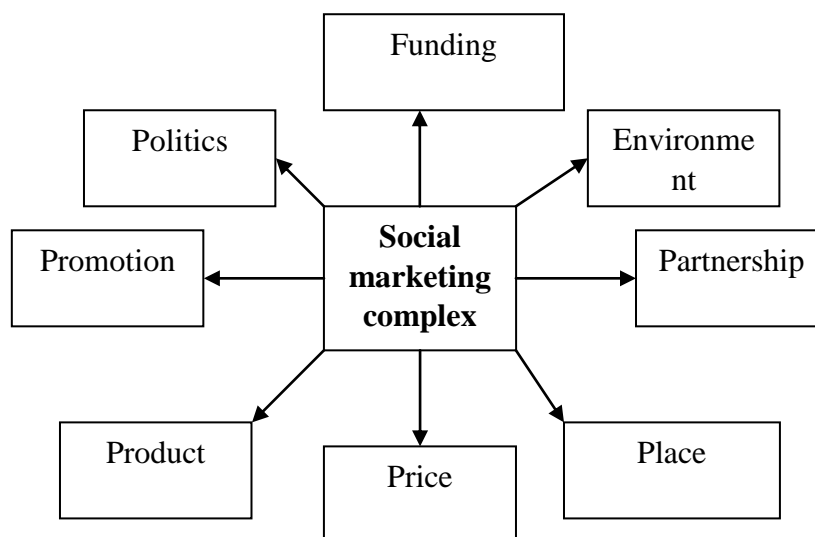 Funding
Politics
Environme
nt
Social
marketing
complex
Promotion
Partnership
Product
Price
Place